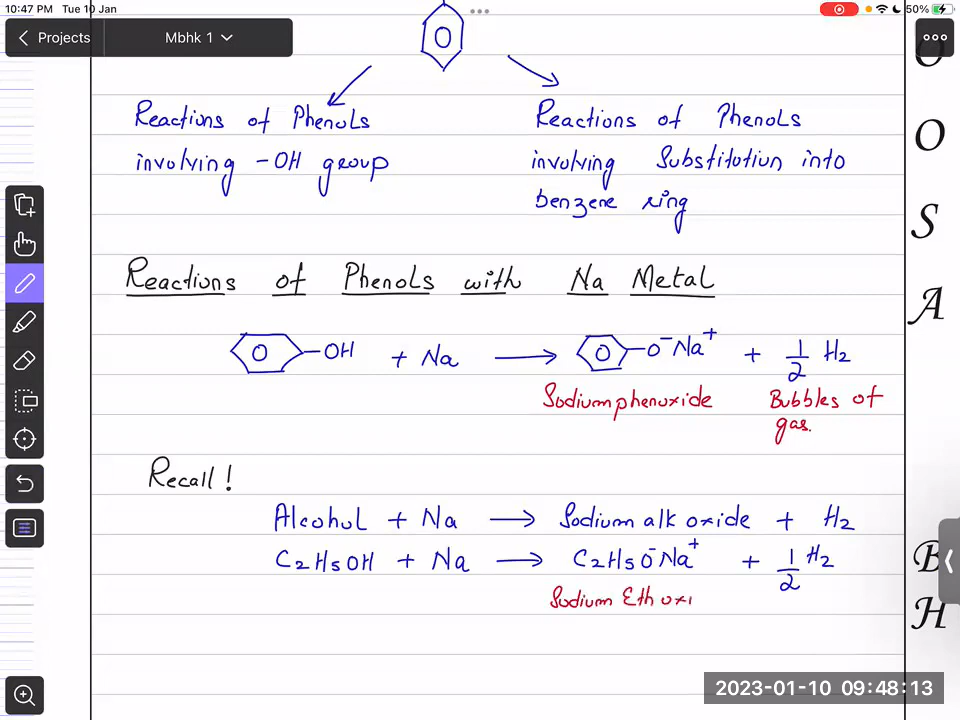 10:47 PM Tue 10 Jan
50%
Projects
Mbhk 1
Reactions of Phenols
involving -OH group
Reactions of Phenols
involving Substitution into
benzene ring
Reactions of Phenols with Na Metal
-OH + Na → -O⁻Na⁺ + 1/2 H2
Sodium phenoxide
Bubbles of
gas.
Recall!
Alcohol + Na → Sodium alkoxide + H2
C2H5OH + Na → C2H5O⁻Na⁺ + 1/2 H2
Sodium Ethoxi
O
O
S
A
B
H
2023-01-10 09:48:13